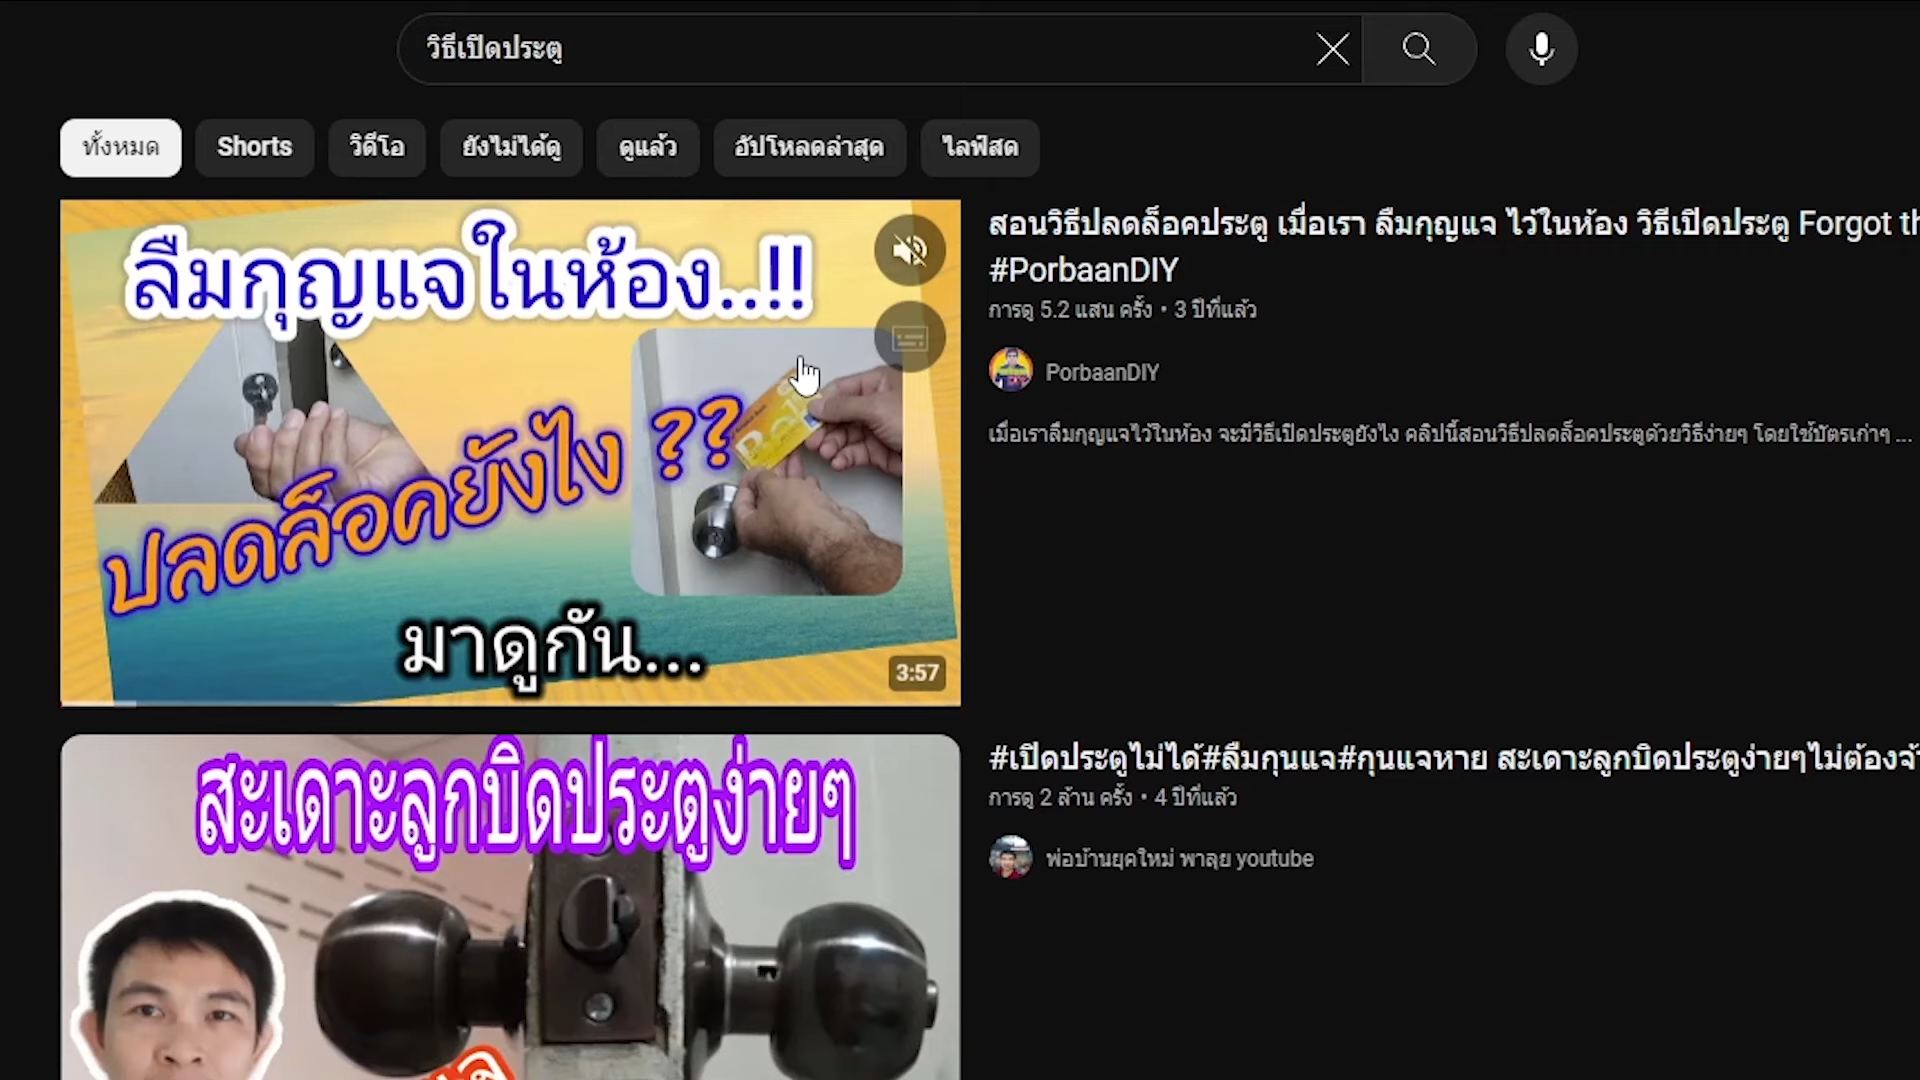 วิธีเปิดประตู
ทั้งหมด
Shorts
วิดีโอ
ยังไม่ได้ดู
ดูแล้ว
อัปโหลดล่าสุด
ไลฟ์สด
ลืมกุญแจในห้อง..!!
ปลดล็อคยังไง ??
มาดูกัน...
3:57
สอนวิธีปลดล็อคประตู เมื่อเรา ลืมกุญแจ ไว้ในห้อง วิธีเปิดประตู Forgot
#PorbaanDIY
การดู 5.2 แสน ครั้ง • 3 ปีที่แล้ว
PorbaanDIY
เมื่อเราลืมกุญแจไว้ในห้อง จะมีวิธีเปิดประตูยังไง คลิปนี้สอนวิธีปลดล็อคประตูด้วยวิธีง่ายๆ โดยใช้บัตรเก่าๆ ...
สะเดาะลูกบิดประตูง่ายๆ
#เปิดประตูไม่ได้#ลืมกุนแจ#กุนแจหาย สะเดาะลูกบิดประตูง่ายๆไม่ต้อง
การดู 2 ล้าน ครั้ง • 4 ปีที่แล้ว
พ่อบ้านยุคใหม่ พาลุย youtube